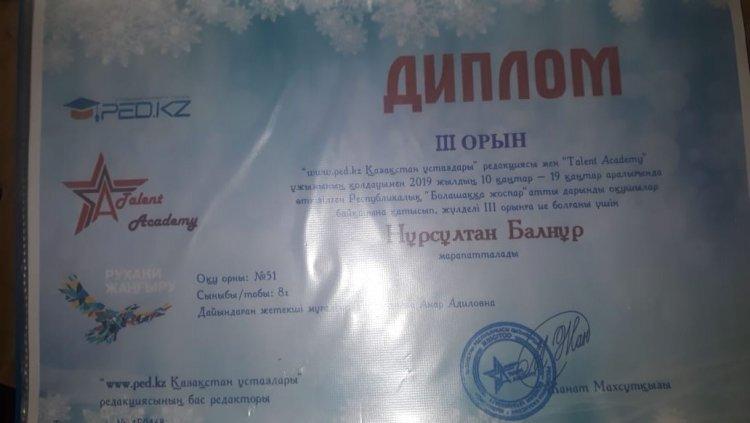 PED.KZ
ДИПЛОМ
III ОРЫН
"www.ped.kz Қазақстан ұстаздары" редакциясы мен "Talent Academy"
ұжымының қолдауымен 2019 жылдың 10 қаңтар – 19 қаңтар аралығында
өткізілген Республикалық "Болашаққа жоспар" атты дарынды оқушылар
байқауына қатысып, жүлделі III орынға ие болғаны үшін
Нұрсұлтан Балнұр
марапатталады
Talent
Academy
РУХАНИ
ЖАҢҒЫРУ
Оқу орны: №51
Сыныбы/тобы: 8г
Дайындаған жетекші Анар Адиловна
"www.ped.kz Қазақстан ұстаздары"
редакциясының бас редакторы
Қанат Махсұтқызы